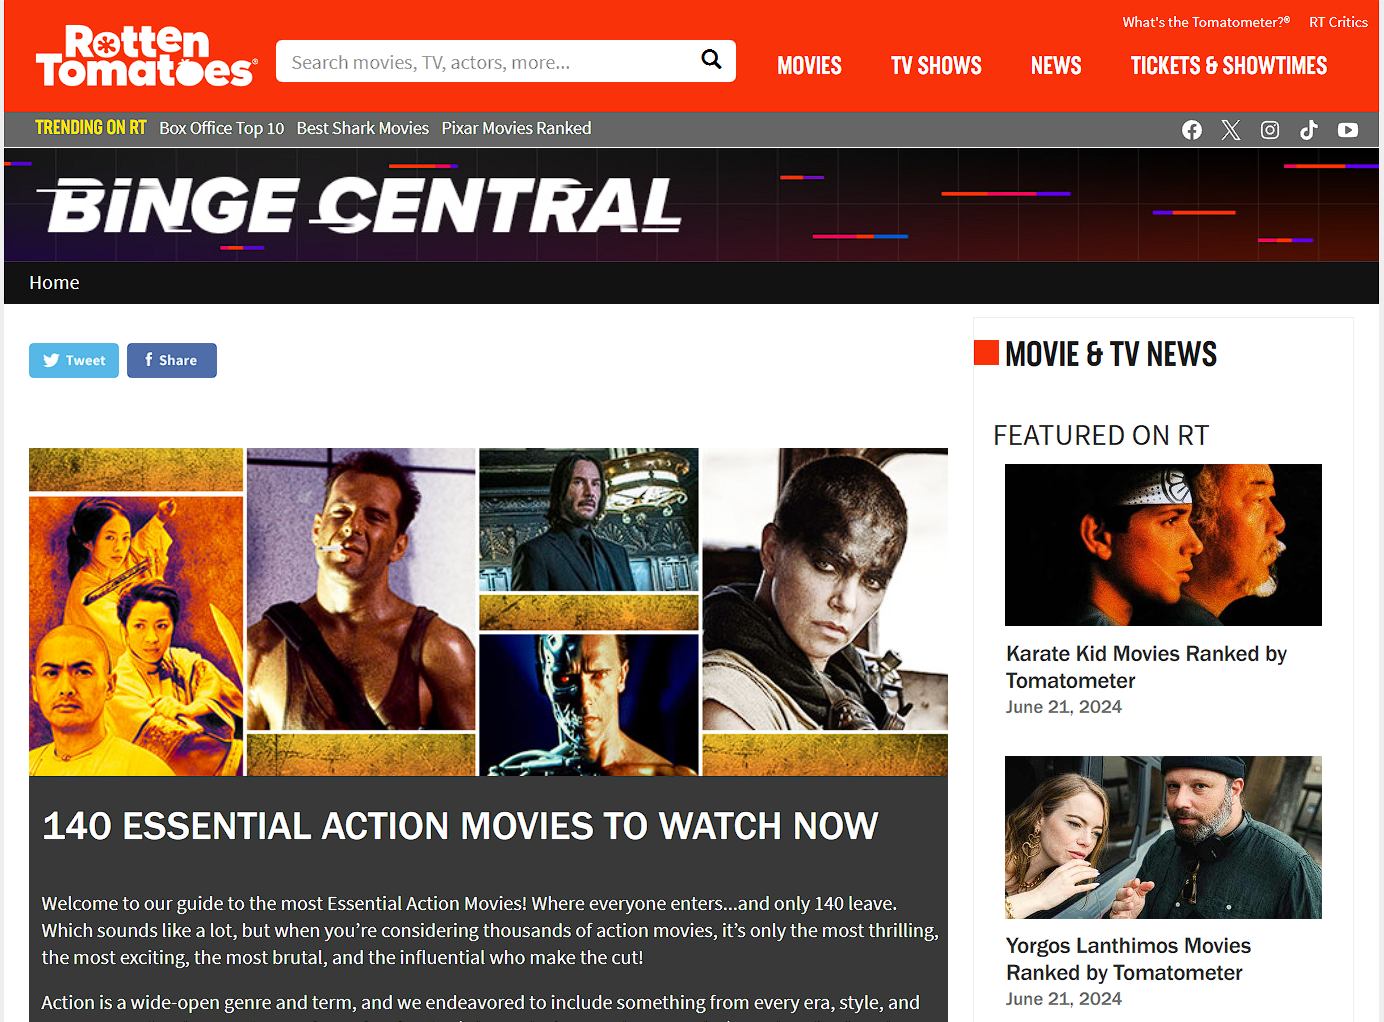 What's the Tomatometer?® RT Critics
Rotten Tomatoes®
Search movies, TV, actors, more...
MOVIES TV SHOWS NEWS TICKETS & SHOWTIMES
TRENDING ON RT Box Office Top 10 Best Shark Movies Pixar Movies Ranked
BINGE CENTRAL
Home
Tweet Share
140 ESSENTIAL ACTION MOVIES TO WATCH NOW
Welcome to our guide to the most Essential Action Movies! Where everyone enters...and only 140 leave.
Which sounds like a lot, but when you're considering thousands of action movies, it's only the most thrilling,
the most exciting, the most brutal, and the influential who make the cut!
Action is a wide-open genre and term, and we endeavored to include something from every era, style, and
MOVIE & TV NEWS
FEATURED ON RT
Karate Kid Movies Ranked by
Tomatometer
June 21, 2024
Yorgos Lanthimos Movies
Ranked by Tomatometer
June 21, 2024